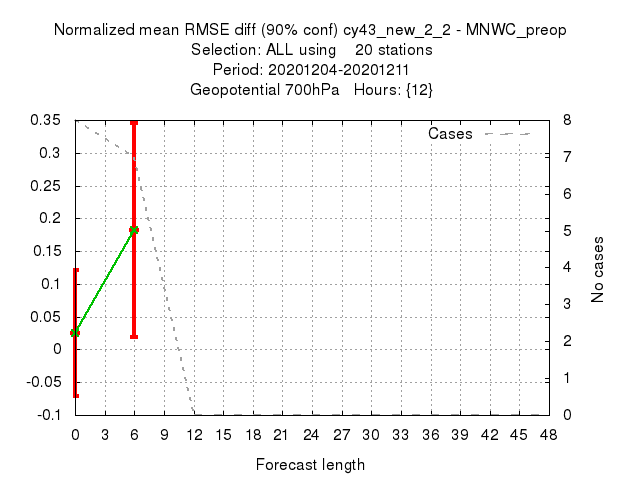 Normalized mean RMSE diff (90% conf) cy43_new_2_2 - MNWC_preop
Selection: ALL using    20 stations
Period: 20201204-20201211
Geopotential 700hPa   Hours: {12}
Cases
0.35
0.3
0.25
0.2
0.15
0.1
0.05
0
-0.05
-0.1
8
7
6
5
4
3
2
1
0
No cases
0 3 6 9 12 15 18 21 24 27 30 33 36 39 42 45 48
Forecast length